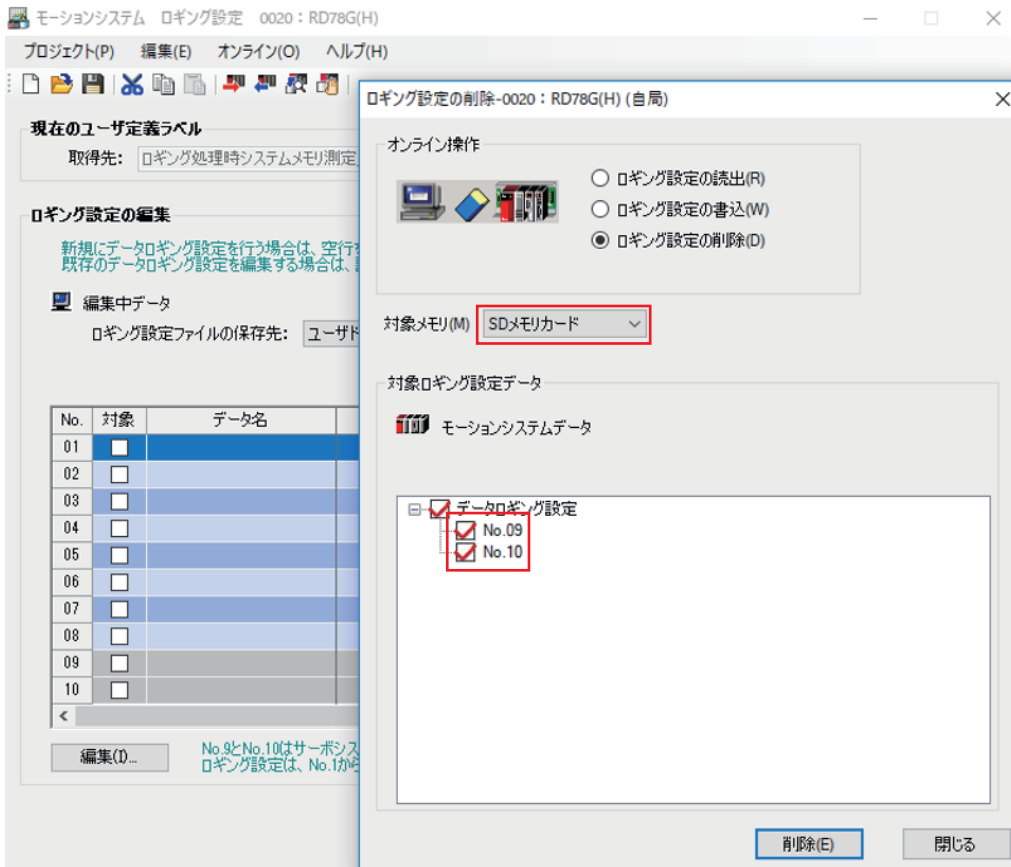 モーションシステム ロギング設定 0020：RD78G(H)
プロジェクト(P) 編集(E) オンライン(O) ヘルプ(H)
現在のユーザ定義ラベル
取得先: ロギング処理時システムメモリ測定
ロギング設定の編集
新規にデータロギング設定を行う場合は、空行
既存のデータロギング設定を編集する場合は、
編集中データ
ロギング設定ファイルの保存先: ユーザド
No. 対象 データ名
01
02
03
04
05
06
07
08
09
10
編集(I)...
No.9とNo.10はサーボシス
ロギング設定は、No.1から
ロギング設定の削除-0020：RD78G(H) (自局)
オンライン操作
ロギング設定の読出(R)
ロギング設定の書込(W)
ロギング設定の削除(D)
対象メモリ(M) SDメモリカード
対象ロギング設定データ
モーションシステムデータ
データロギング設定
No.09
No.10
削除(E) 閉じる